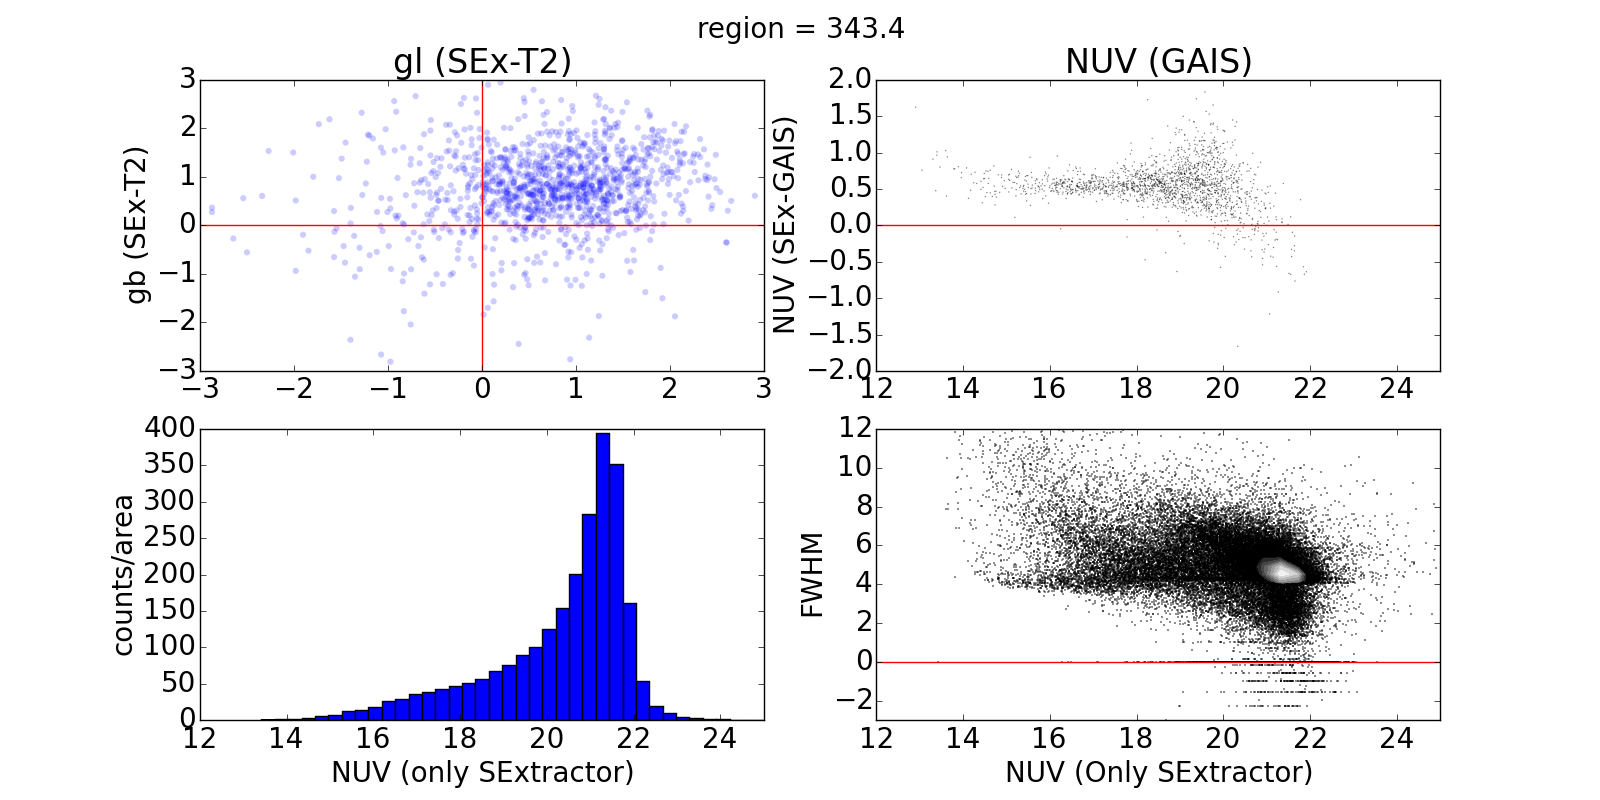 region = 343.4
gl (SEx-T2)
NUV (GAIS)
gb (SEx-T2)
3
2
1
0
−1
−2
−3
−3 −2 −1 0 1 2 3
NUV (SEx-GAIS)
2.0
1.5
1.0
0.5
0.0
−0.5
−1.0
−1.5
−2.0
12 14 16 18 20 22 24
counts/area
400
350
300
250
200
150
100
50
0
12 14 16 18 20 22 24
NUV (only SExtractor)
FWHM
12
10
8
6
4
2
0
−2
12 14 16 18 20 22 24
NUV (Only SExtractor)